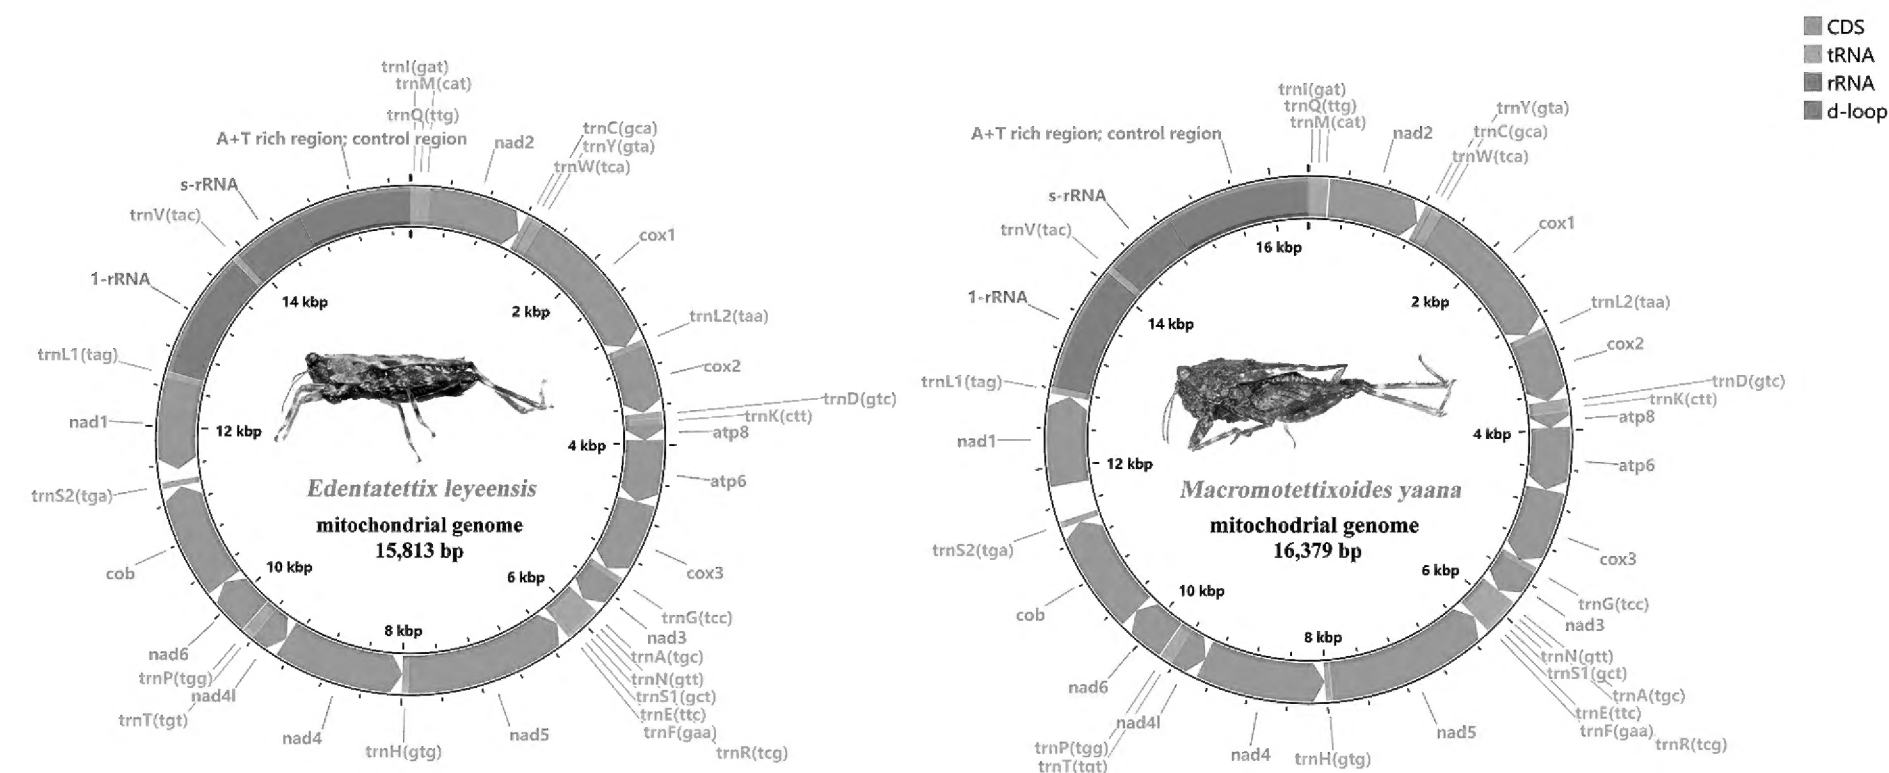 CDS
tRNA
rRNA
d-loop
trnI(gat)
trnM(cat)
trnQ(ttg)
A+T rich region; control region
nad2
trnC(gca)
trnY(gta)
trnW(tca)
s-rRNA
trnV(tac)
cox1
1-rRNA
14 kbp
2 kbp
trnL2(taa)
trnL1(tag)
cox2
trnD(gtc)
trnK(ctt)
nad1
12 kbp
4 kbp
atp8
atp6
Edentatettix leyeensis
mitochondrial genome
15,813 bp
trnS2(tga)
cob
10 kbp
6 kbp
cox3
trnG(tcc)
nad3
8 kbp
trnA(tgc)
nad6
trnP(tgg)
trnN(gtt)
nad4l
trnS1(gct)
trnE(ttc)
trnT(tgt)
trnF(gaa)
nad4
nad5
trnH(gtg)
trnR(tcg)
trnI(gat)
trnQ(ttg)
trnM(cat)
A+T rich region; control region
nad2
trnY(gta)
trnC(gca)
trnW(tca)
s-rRNA
trnV(tac)
cox1
16 kbp
1-rRNA
2 kbp
trnL2(taa)
14 kbp
cox2
trnL1(tag)
trnD(gtc)
trnK(ctt)
atp8
nad1
4 kbp
12 kbp
atp6
Macromotettixoides yaana
mitochodrial genome
16,379 bp
trnS2(tga)
cox3
6 kbp
10 kbp
cob
trnG(tcc)
nad3
8 kbp
trnN(gtt)
trnS1(gct)
nad6
trnA(tgc)
trnE(ttc)
nad4l
trnF(gaa)
nad5
trnP(tgg)
trnR(tcg)
nad4
trnH(gtg)
trnT(tgt)